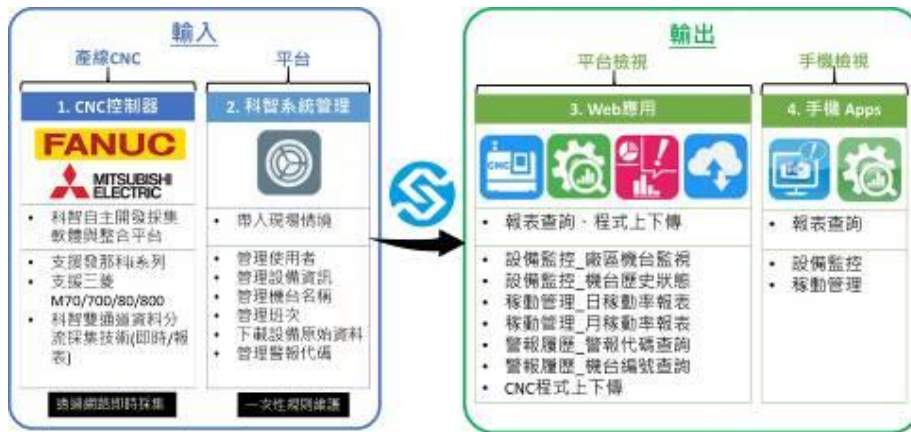 輸入
產線CNC
平台
1. CNC控制器
2. 科智系統管理
FANUC
MITSUBISHI
ELECTRIC
• 科智自主開發採集
軟體與整合平台
• 支援發那科i系列
• 支援三菱
M70/700/80/800
• 科智雙通道資料分
流採集技術(即時/報
表)
透過網路即時採集
• 帶入現場情境
• 管理使用者
• 管理設備資訊
• 管理機台名稱
• 管理班次
• 下載設備原始資料
• 管理警報代碼
一次性規則維護
輸出
平台檢視
手機檢視
3. Web應用
4. 手機 Apps
CNC
• 報表查詢、程式上下傳
• 設備監控_廠區機台監視
• 設備監控_機台歷史狀態
• 稼動管理_日稼動率報表
• 稼動管理_月稼動率報表
• 警報履歷_警報代碼查詢
• 警報履歷_機台編號查詢
• CNC程式上下傳
• 報表查詢
• 設備監控
• 稼動管理